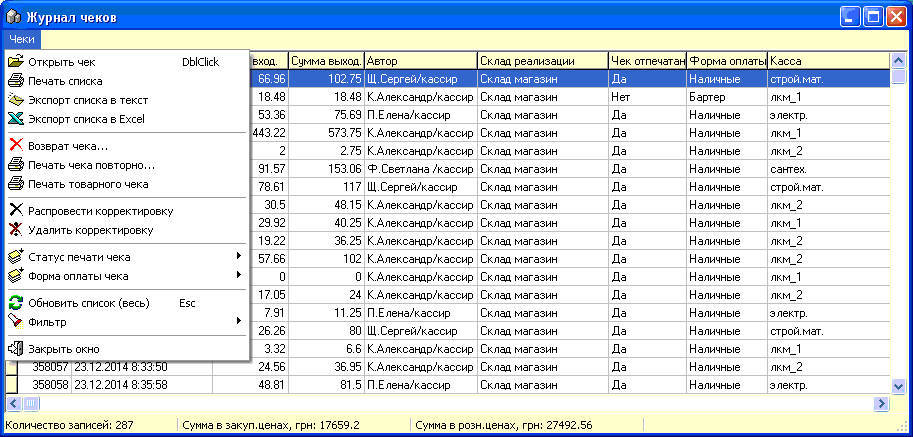 Журнал чеков
Чеки
Открыть чек DblClick
Печать списка
Экспорт списка в текст
Экспорт списка в Excel
Возврат чека...
Печать чека повторно...
Печать товарного чека
Распровести корректировку
Удалить корректировку
Статус печати чека
Форма оплаты чека
Обновить список (весь) Esc
Фильтр
Закрыть окно
вход. Сумма выход. Автор Склад реализации Чек отпечатан Форма оплаты Касса
66.96 102.75 Щ.Сергей/кассир Склад магазин Да Наличные строй.мат.
18.48 18.48 К.Александр/кассир Склад магазин Нет Бартер лкм_1
53.36 75.69 П.Елена/кассир Склад магазин Да Наличные электр.
443.22 573.75 К.Александр/кассир Склад магазин Да Наличные лкм_1
2 2.75 К.Александр/кассир Склад магазин Да Наличные лкм_2
91.57 153.06 Ф.Светлана /кассир Склад магазин Да Наличные сантех.
78.61 117 Щ.Сергей/кассир Склад магазин Да Наличные строй.мат.
30.5 48.15 К.Александр/кассир Склад магазин Да Наличные лкм_2
29.92 40.25 К.Александр/кассир Склад магазин Да Наличные лкм_1
19.22 36.25 К.Александр/кассир Склад магазин Да Наличные лкм_2
57.66 102 К.Александр/кассир Склад магазин Да Наличные лкм_2
0 0 К.Александр/кассир Склад магазин Да Наличные лкм_1
17.05 24 К.Александр/кассир Склад магазин Да Наличные лкм_2
7.91 11.25 П.Елена/кассир Склад магазин Да Наличные электр.
26.26 80 Щ.Сергей/кассир Склад магазин Да Наличные строй.мат.
3.32 6.6 К.Александр/кассир Склад магазин Да Наличные лкм_1
358057 23.12.2014 8:33:50 24.56 36.95 К.Александр/кассир Склад магазин Да Наличные лкм_2
358058 23.12.2014 8:35:58 48.81 81.5 П.Елена/кассир Склад магазин Да Наличные электр.
Количество записей: 287 Сумма в закуп.ценах, грн: 17659.2 Сумма в розн.ценах, грн: 27492.56